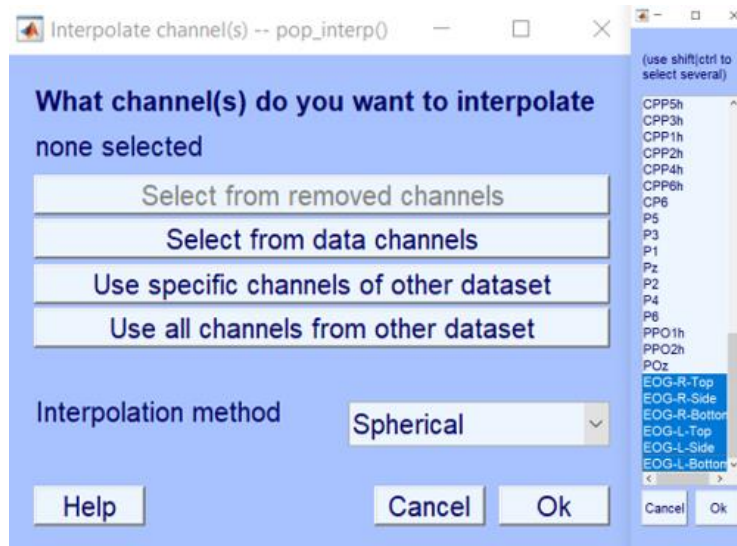 Interpolate channel(s) -- pop_interp()
What channel(s) do you want to interpolate
none selected
Select from removed channels
Select from data channels
Use specific channels of other dataset
Use all channels from other dataset
Interpolation method
Spherical
Help
Cancel
Ok
(use shift|ctrl to
select several)
CPP5h
CPP3h
CPP1h
CPP2h
CPP4h
CPP6h
CP6
P5
P3
P1
Pz
P2
P4
P6
PPO1h
PPO2h
POz
EOG-R-Top
EOG-R-Side
EOG-R-Bottom
EOG-L-Top
EOG-L-Side
EOG-L-Bottom
Cancel
Ok